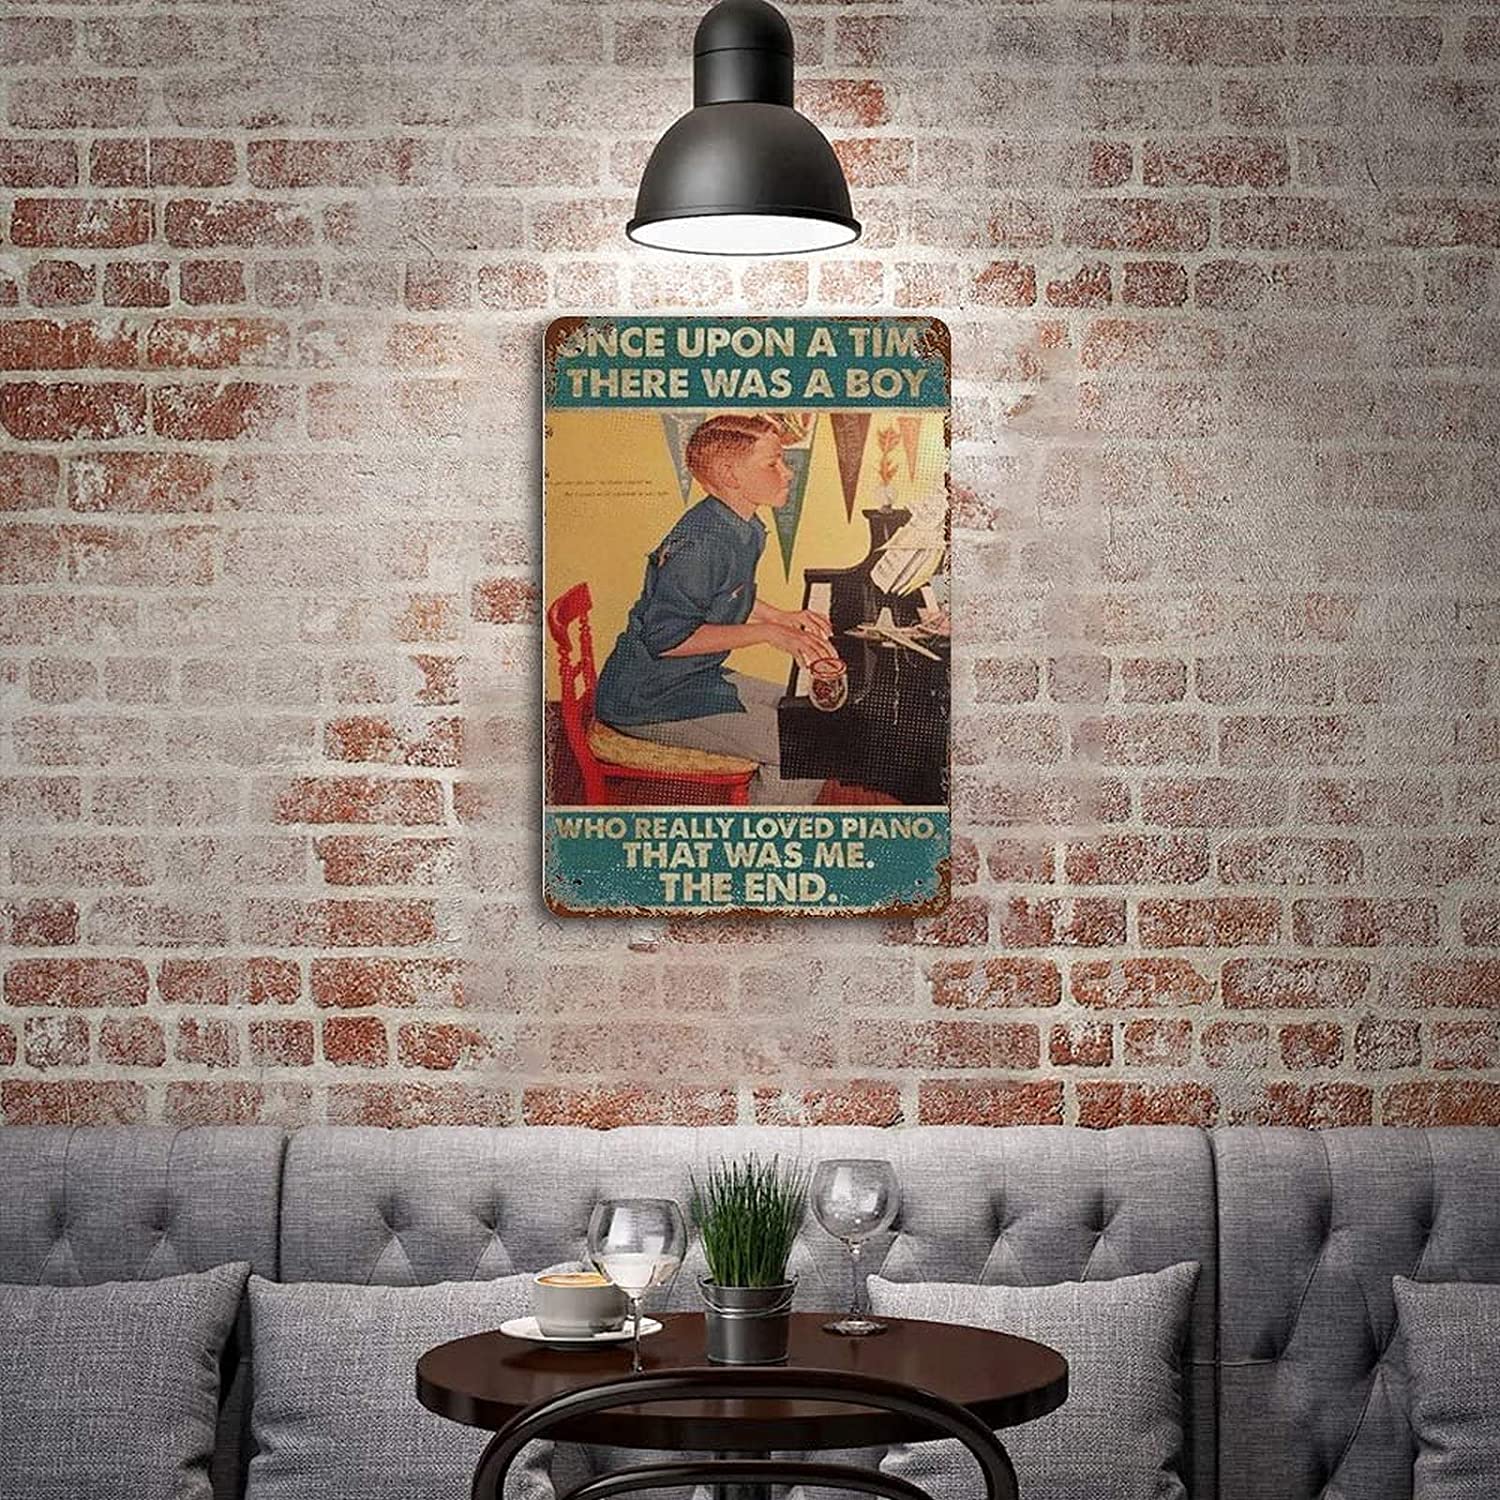 ONCE UPON A TIM
THERE WAS A BOY
WHO REALLY LOVED PIANO.
THAT WAS ME.
THE END.